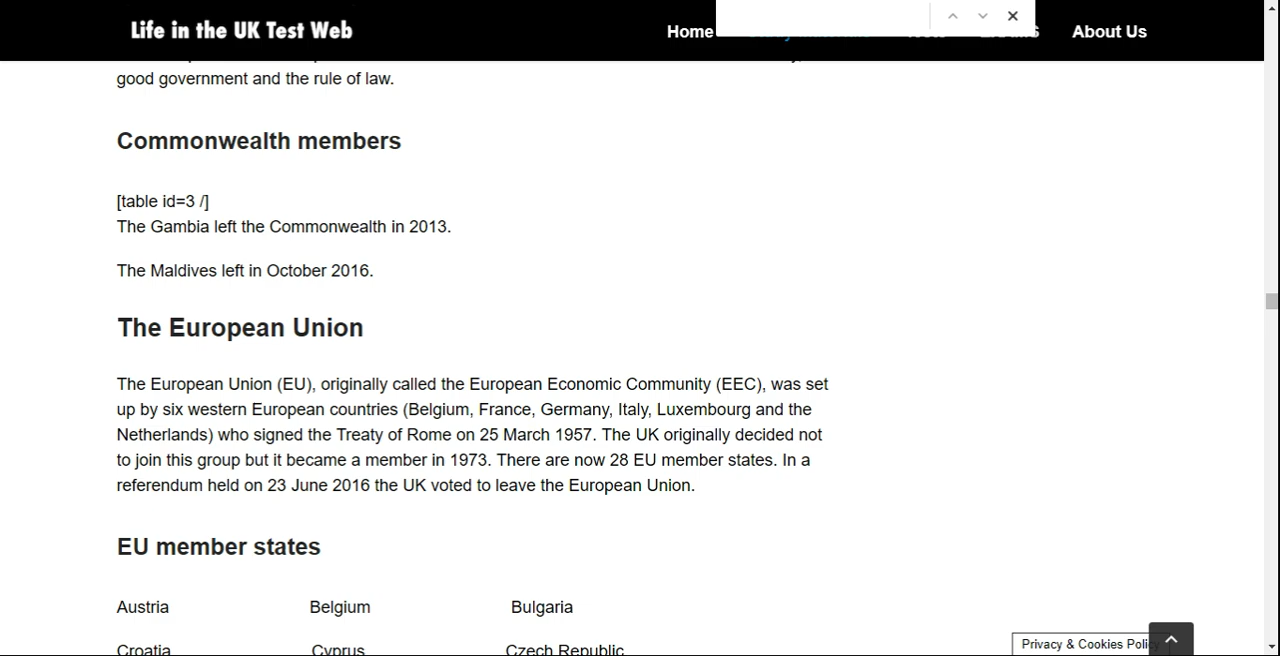 Life in the UK Test Web
Home
About Us
good government and the rule of law.
Commonwealth members
[table id=3 /]
The Gambia left the Commonwealth in 2013.
The Maldives left in October 2016.
The European Union
The European Union (EU), originally called the European Economic Community (EEC), was set
up by six western European countries (Belgium, France, Germany, Italy, Luxembourg and the
Netherlands) who signed the Treaty of Rome on 25 March 1957. The UK originally decided not
to join this group but it became a member in 1973. There are now 28 EU member states. In a
referendum held on 23 June 2016 the UK voted to leave the European Union.
EU member states
Austria Belgium Bulgaria
Croatia Cyprus Czech Republic
Privacy & Cookies Policy